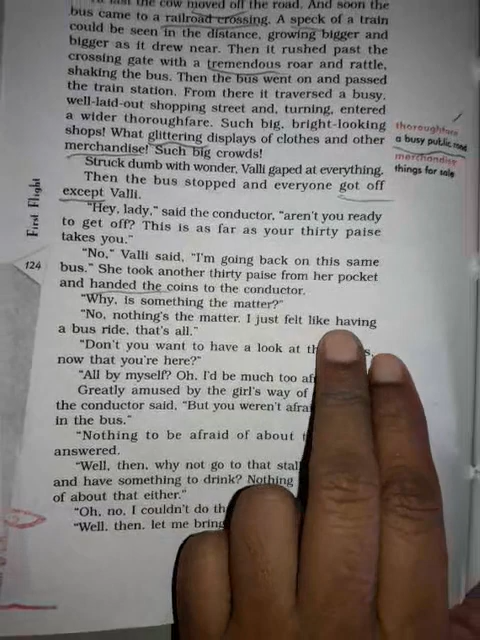 the cow moved off the road. And soon the
bus came to a railroad crossing. A speck of a train
could be seen in the distance, growing bigger and
bigger as it drew near. Then it rushed past the
crossing gate with a tremendous roar and rattle,
shaking the bus. Then the bus went on and passed
the train station. From there it traversed a busy,
well-laid-out shopping street and, turning, entered
a wider thoroughfare. Such big, bright-looking
shops! What glittering displays of clothes and other
merchandise! Such big crowds!
thoroughfare
a busy public road
merchandise
things for sale
Struck dumb with wonder, Valli gaped at everything.
Then the bus stopped and everyone got off
except Valli.
"Hey, lady," said the conductor, "aren't you ready
to get off? This is as far as your thirty paise
takes you."
"No," Valli said, "I'm going back on this same
bus." She took another thirty paise from her pocket
and handed the coins to the conductor.
"Why, is something the matter?"
"No, nothing's the matter. I just felt like having
a bus ride, that's all."
"Don't you want to have a look at
now that you're here?"
"All by myself? Oh, I'd be much too
Greatly amused by the girl's way of
the conductor said, "But you weren't
in the bus."
"Nothing to be afraid of about
answered.
"Well, then, why not go to that
and have something to drink? Nothing
of about that either."
"Oh, no, I couldn't do
"Well, then, let me
First Flight
124